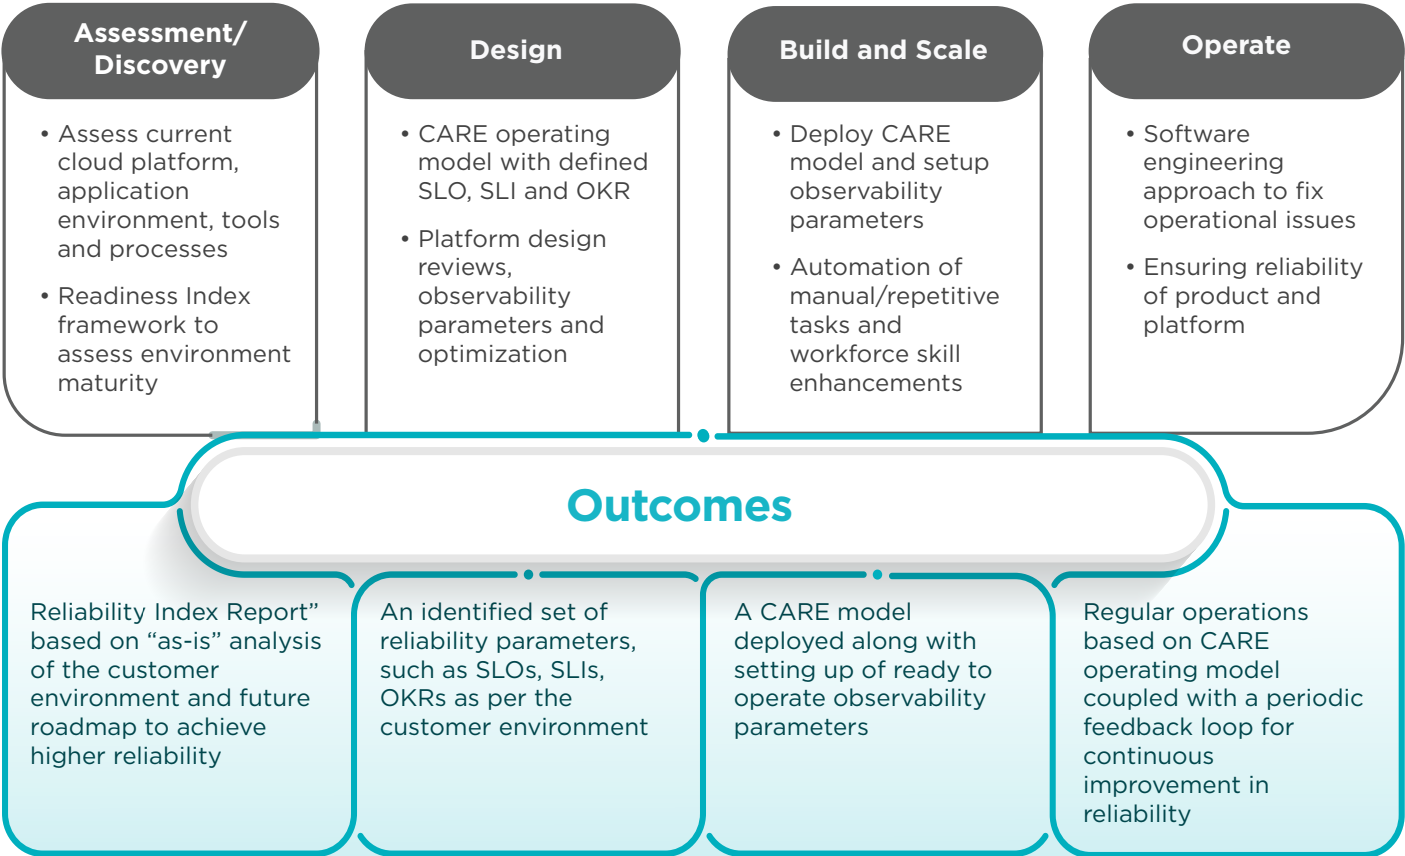 Assessment/
Discovery
• Assess current
cloud platform,
application
environment, tools
and processes
• Readiness Index
framework to
assess environment
maturity
Design
• CARE operating
model with defined
SLO, SLI and OKR
• Platform design
reviews,
observability
parameters and
optimization
Build and Scale
• Deploy CARE
model and setup
observability
parameters
• Automation of
manual/repetitive
tasks and
workforce skill
enhancements
Operate
• Software
engineering
approach to fix
operational issues
• Ensuring reliability
of product and
platform
Outcomes
Reliability Index Report”
based on “as-is” analysis
of the customer
environment and future
roadmap to achieve
higher reliability
An identified set of
reliability parameters,
such as SLOs, SLIs,
OKRs as per the
customer environment
A CARE model
deployed along with
setting up of ready to
operate observability
parameters
Regular operations
based on CARE
operating model
coupled with a periodic
feedback loop for
continuous
improvement in
reliability